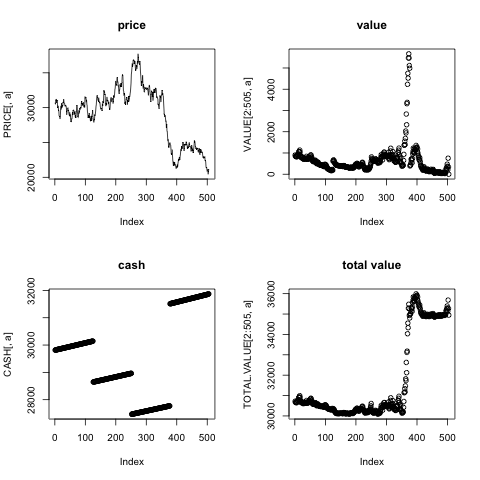 price
PRICE[, a]
20000 30000
0 100 200 300 400 500
Index
value
VALUE[2:505, a]
0 2000 4000
0 100 200 300 400 500
Index
cash
CASH[, a]
28000 30000 32000
0 100 200 300 400 500
Index
total value
TOTAL.VALUE[2:505, a]
30000 32000 34000 36000
0 100 200 300 400 500
Index